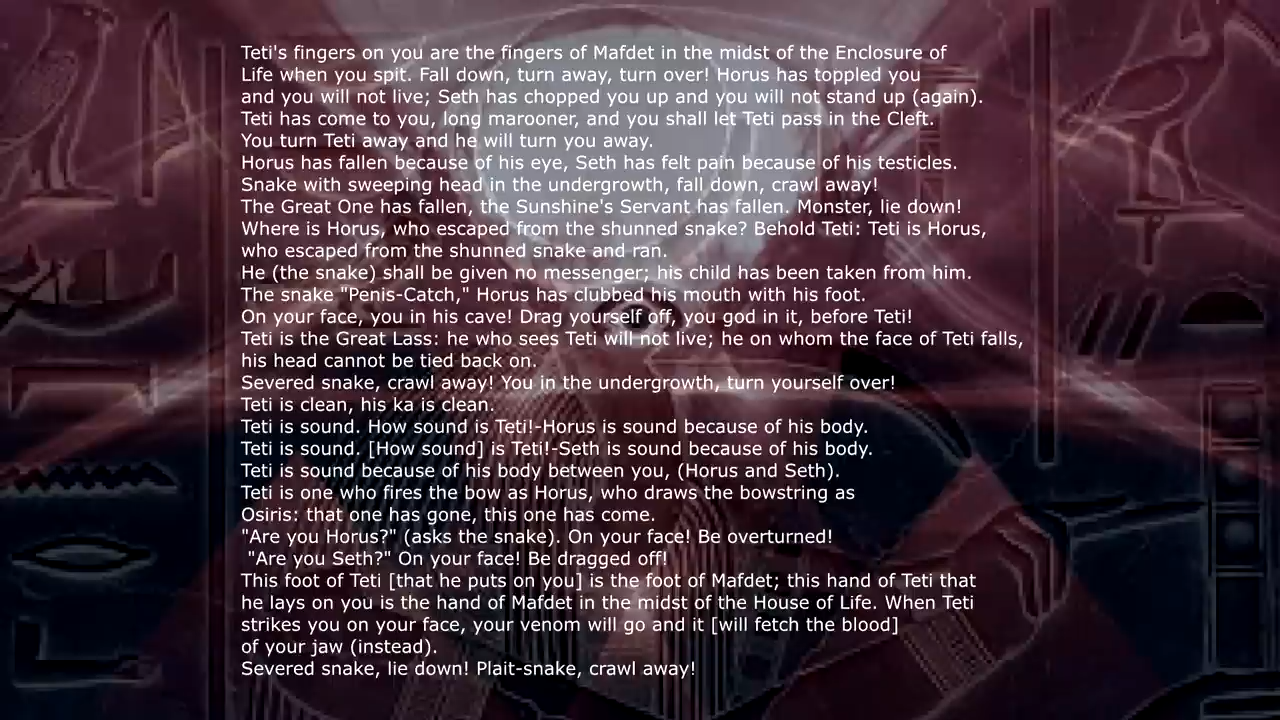 Teti's fingers on you are the fingers of Mafdet in the midst of the Enclosure of
Life when you spit. Fall down, turn away, turn over! Horus has toppled you
and you will not live; Seth has chopped you up and you will not stand up (again).
Teti has come to you, long marooner, and you shall let Teti pass in the Cleft.
You turn Teti away and he will turn you away.
Horus has fallen because of his eye, Seth has felt pain because of his testicles.
Snake with sweeping head in the undergrowth, fall down, crawl away!
The Great One has fallen, the Sunshine's Servant has fallen. Monster, lie down!
Where is Horus, who escaped from the shunned snake? Behold Teti: Teti is Horus,
who escaped from the shunned snake and ran.
He (the snake) shall be given no messenger; his child has been taken from him.
The snake "Penis-Catch," Horus has clubbed his mouth with his foot.
On your face, you in his cave! Drag yourself off, you god in it, before Teti!
Teti is the Great Lass: he who sees Teti will not live; he on whom the face of Teti falls,
his head cannot be tied back on.
Severed snake, crawl away! You in the undergrowth, turn yourself over!
Teti is clean, his ka is clean.
Teti is sound. How sound is Teti!-Horus is sound because of his body.
Teti is sound. [How sound] is Teti!-Seth is sound because of his body.
Teti is sound because of his body between you, (Horus and Seth).
Teti is one who fires the bow as Horus, who draws the bowstring as
Osiris: that one has gone, this one has come.
"Are you Horus?" (asks the snake). On your face! Be overturned!
"Are you Seth?" On your face! Be dragged off!
This foot of Teti [that he puts on you] is the foot of Mafdet; this hand of Teti that
he lays on you is the hand of Mafdet in the midst of the House of Life. When Teti
strikes you on your face, your venom will go and it [will fetch the blood]
of your jaw (instead).
Severed snake, lie down! Plait-snake, crawl away!